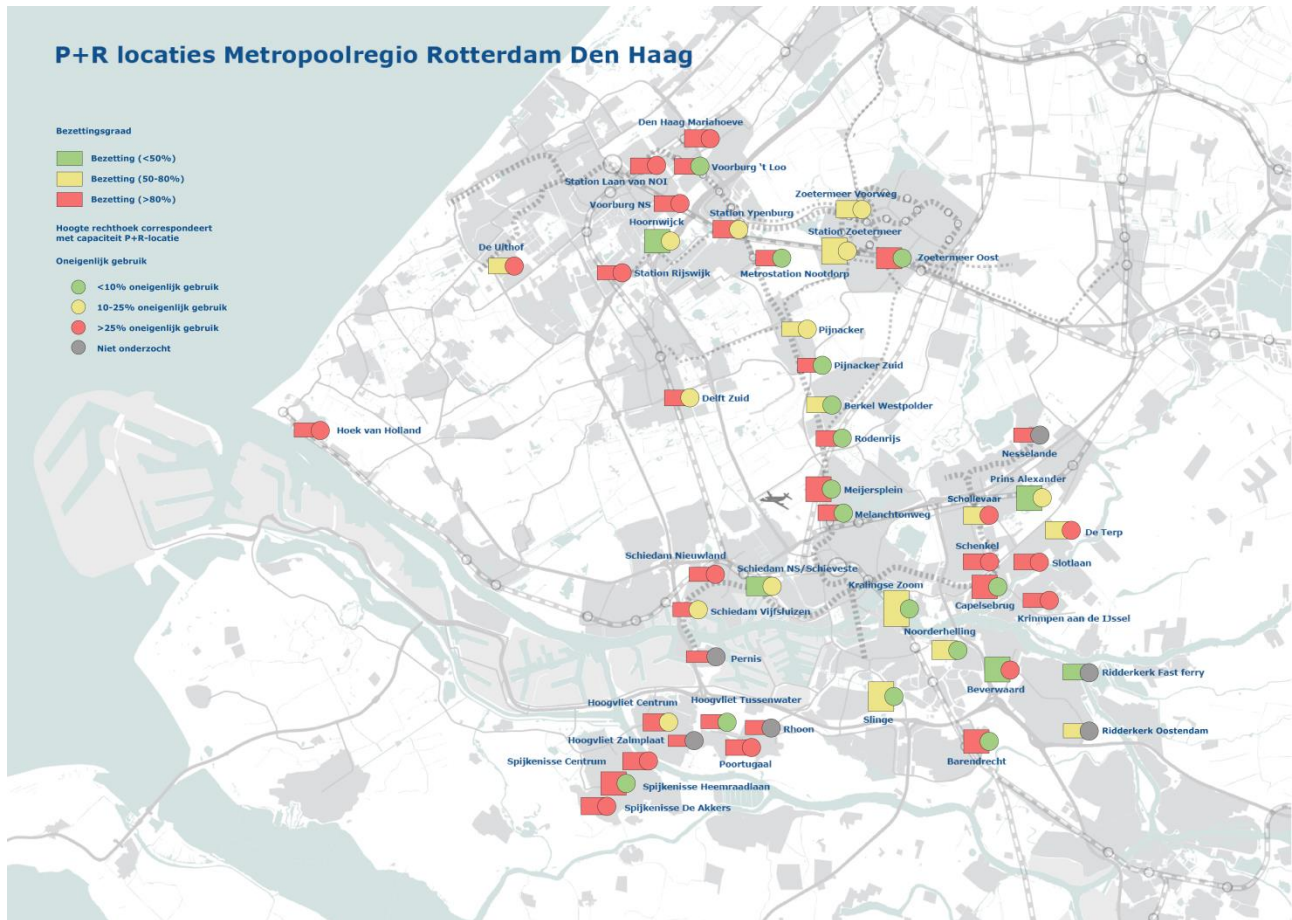 P+R locaties Metropoolregio Rotterdam Den Haag
Bezettingsgraad
Bezetting (<50%)
Bezetting (50-80%)
Bezetting (>80%)
Hoogte rechthoek correspondeert
met capaciteit P+R-locatie
Oneigenlijk gebruik
<10% oneigenlijk gebruik
10-25% oneigenlijk gebruik
>25% oneigenlijk gebruik
Niet onderzocht
Den Haag Mariahoeve
Voorburg 't Loo
Station Laan van NOI
Voorburg NS
Zoetermeer Voorweg
Station Ypenburg
Hoornwijck
Station Zoetermeer
De Uithof
Station Rijswijk
Metrostation Nootdorp
Zoetermeer Oost
Pijnacker
Pijnacker Zuid
Delft Zuid
Berkel Westpolder
Hoek van Holland
Rodenrijs
Nesselande
Prins Alexander
Meijersplein
Schollevaar
Melanchtonweg
De Terp
Schenkel
Schiedam Nieuwland
Slotlaan
Schiedam NS/Schieveste
Kralingse Zoom
Capelsebrug
Schiedam Vijfsluizen
Krinmpen aan de IJssel
Noorderhelling
Pernis
Ridderkerk Fast ferry
Beverwaard
Hoogvliet Tussenwater
Hoogvliet Centrum
Slinge
Rhoon
Ridderkerk Oostendam
Hoogvliet Zalmplaat
Spijkenisse Centrum
Poortugaal
Barendrecht
Spijkenisse Heemraadlaan
Spijkenisse De Akkers